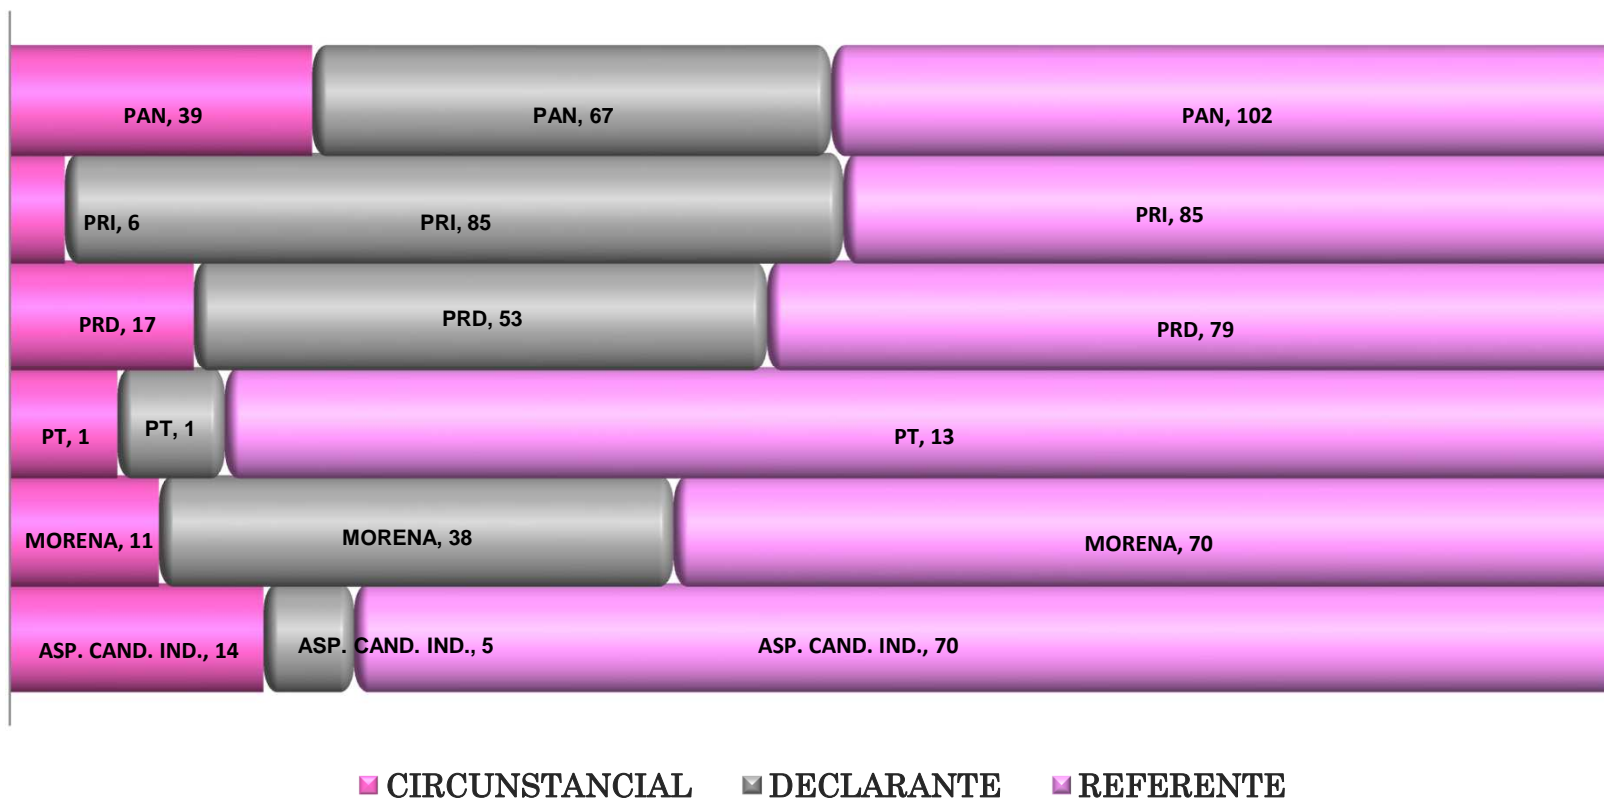 PAN, 39 PAN, 67 PAN, 102
PRI, 6 PRI, 85 PRI, 85
PRD, 17 PRD, 53 PRD, 79
PT, 1 PT, 1 PT, 13
MORENA, 11 MORENA, 38 MORENA, 70
ASP. CAND. IND., 14 ASP. CAND. IND., 5 ASP. CAND. IND., 70
CIRCUNSTANCIAL DECLARANTE REFERENTE